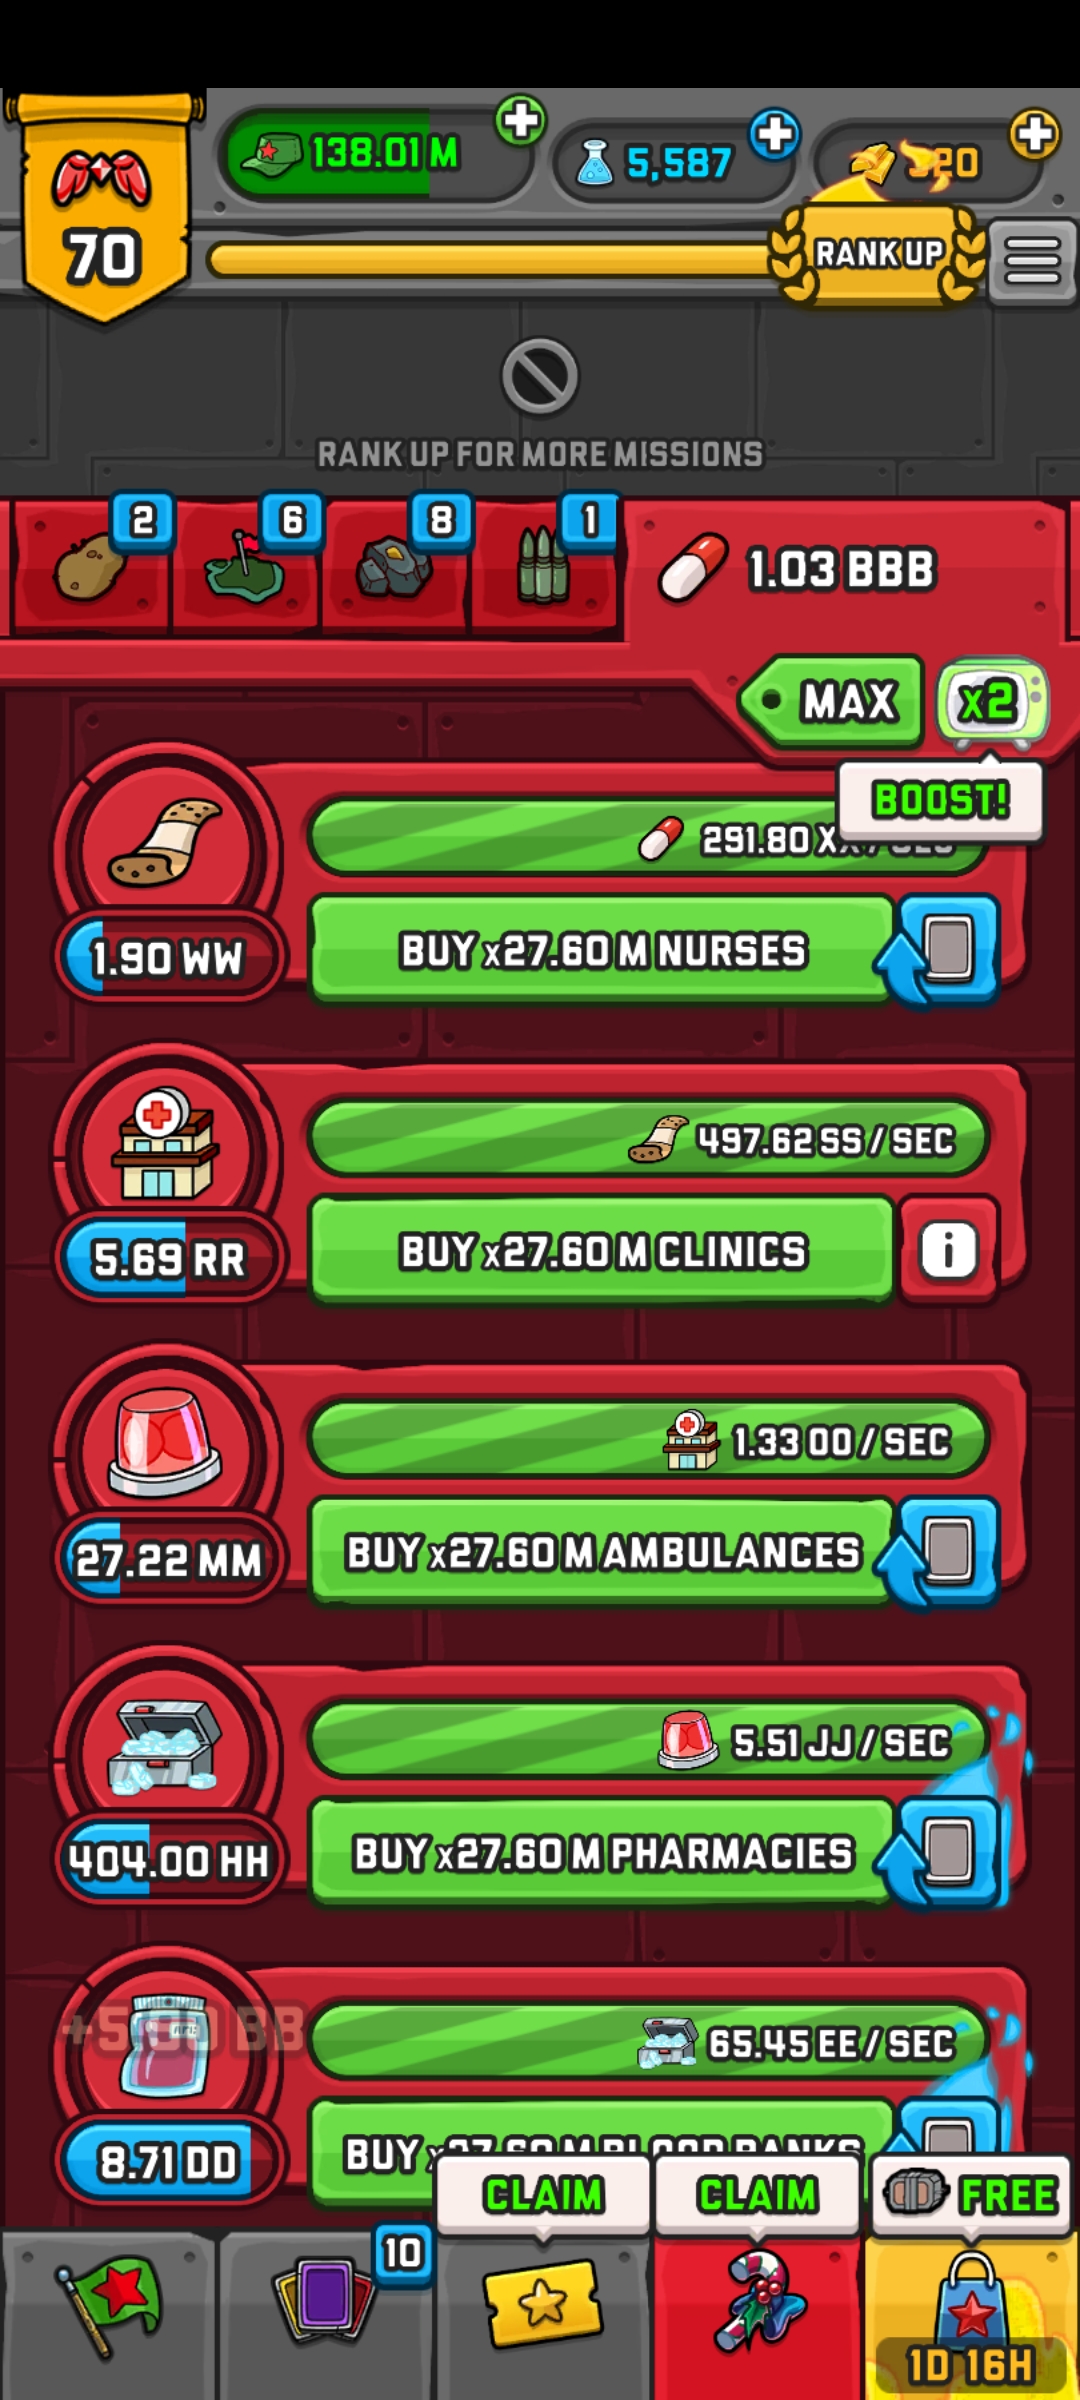 138.01 M
5,587
70
RANK UP
RANK UP FOR MORE MISSIONS
2
6
8
1
1.03 BBB
MAX
x2
BOOST!
291.80
1.90 WW
BUY x27.60 M NURSES
497.62 SS / SEC
5.69 RR
BUY x27.60 M CLINICS
i
1.33 OO / SEC
27.22 MM
BUY x27.60 M AMBULANCES
5.51 JJ / SEC
404.00 HH
BUY x27.60 M PHARMACIES
65.45 EE / SEC
8.71 DD
BUY x27.60 M BLOOD BANKS
CLAIM
CLAIM
FREE
10
1D 16H